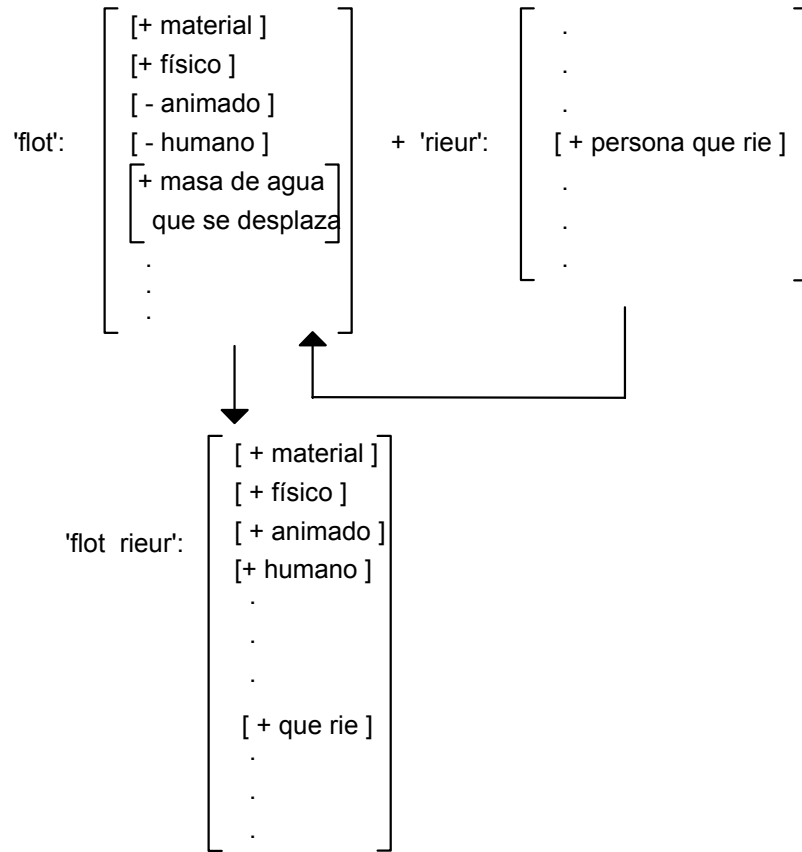 [+ material ]
[+ físico ]
[ - animado ]
'flot': [ - humano ] + 'rieur': [ + persona que rie ]
+ masa de agua
que se desplaza
.
.
.
.
.
.
.
.
.
[ + material ]
[ + físico ]
[ + animado ]
'flot rieur':
[+ humano ]
.
.
.
[ + que rie ]
.
.
.